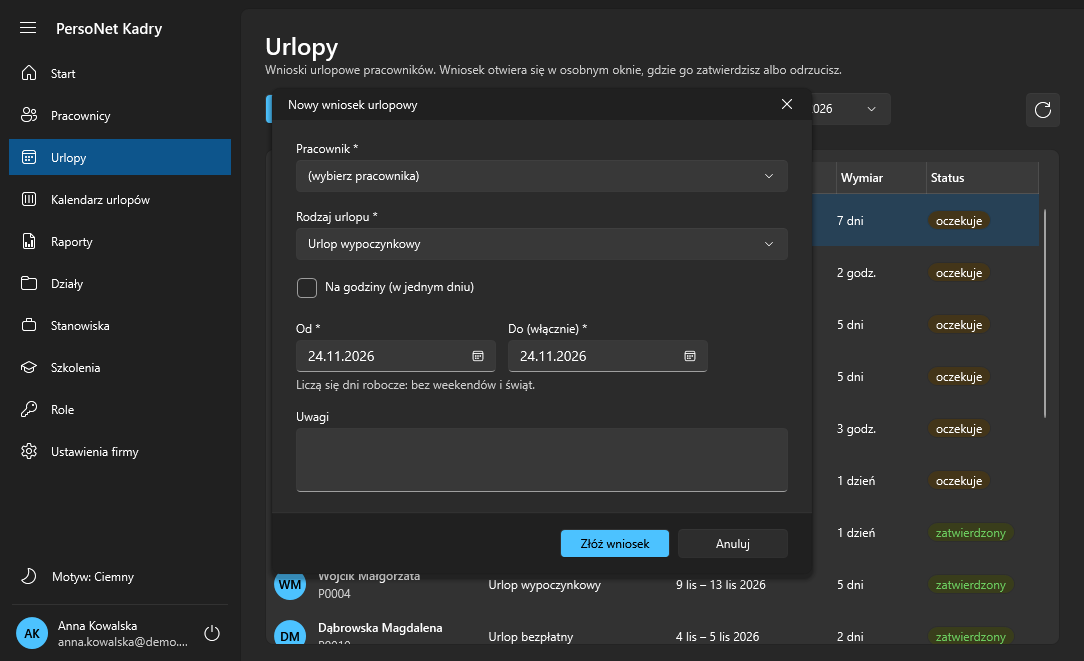 PersoNet Kadry
Start
Pracownicy
Urlopy
Kalendarz urlopów
Raporty
Działy
Stanowiska
Szkolenia
Role
Ustawienia firmy
Motyw: Ciemny
AK
Anna Kowalska
anna.kowalska@demo....
Urlopy
Wnioski urlopowe pracowników. Wniosek otwiera się w osobnym oknie, gdzie go zatwierdzisz albo odrzucisz.
026
Nowy wniosek urlopowy
Pracownik *
(wybierz pracownika)
Rodzaj urlopu *
Urlop wypoczynkowy
Na godziny (w jednym dniu)
Od * Do (włącznie) *
24.11.2026 24.11.2026
Liczą się dni robocze: bez weekendów i świąt.
Uwagi
Złóż wniosek Anuluj
Wymiar Status
7 dni oczekuje
2 godz. oczekuje
5 dni oczekuje
5 dni oczekuje
3 godz. oczekuje
1 dzień oczekuje
1 dzień zatwierdzony
WM Wójcik Małgorzata
P0004 Urlop wypoczynkowy 9 lis – 13 lis 2026 5 dni zatwierdzony
DM Dąbrowska Magdalena
Urlop bezpłatny 4 lis – 5 lis 2026 2 dni zatwierdzony